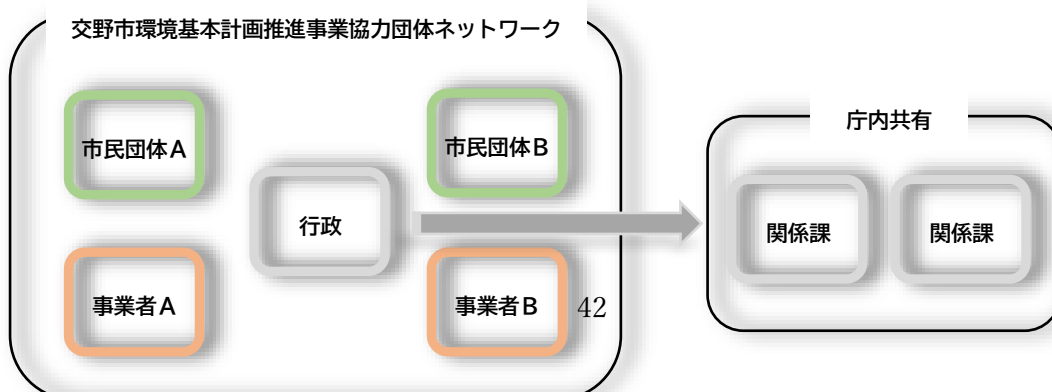 交野市環境基本計画推進事業協力団体ネットワーク
市民団体A
市民団体B
行政
事業者A
事業者B
42
庁内共有
関係課
関係課